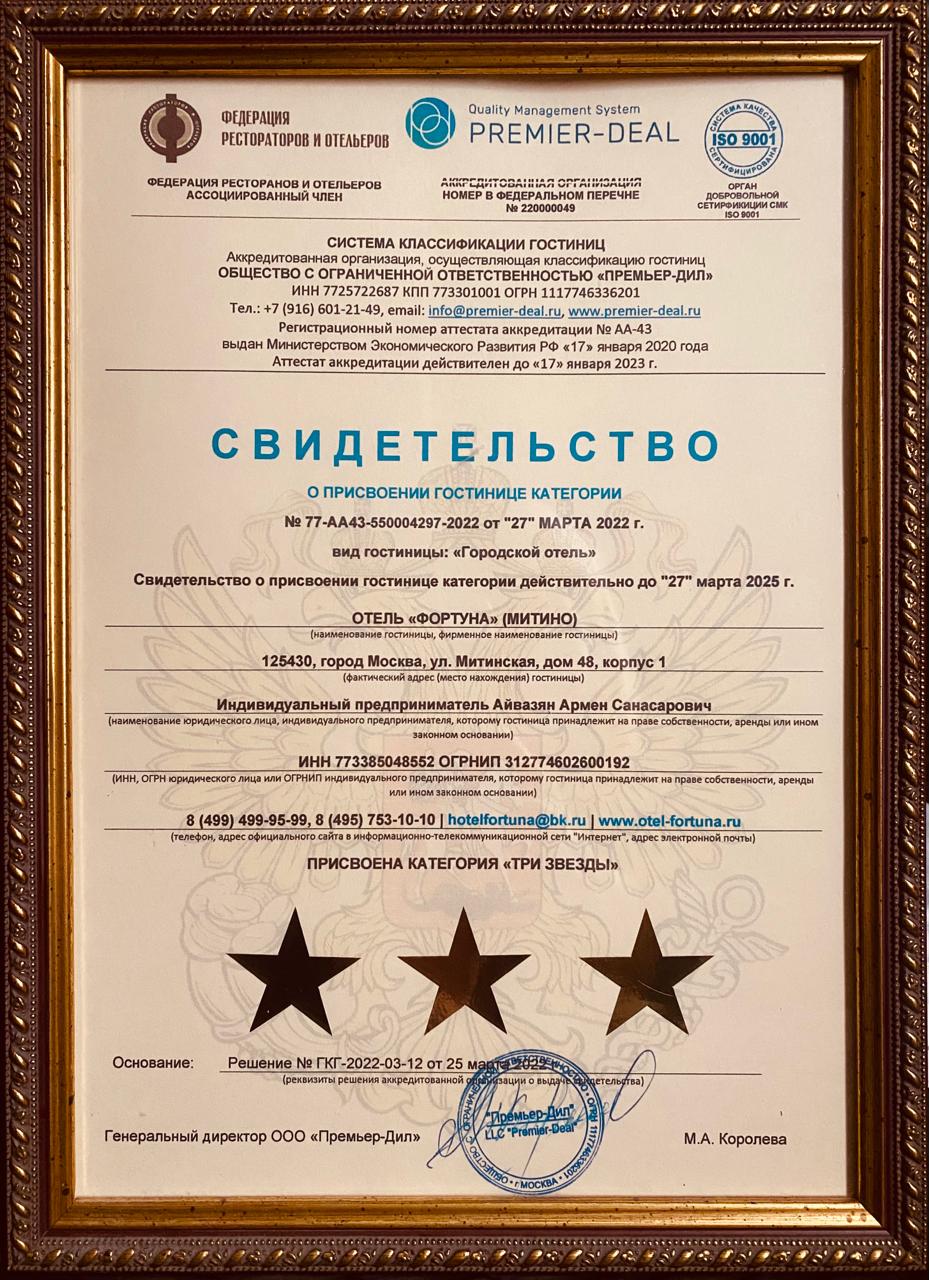 ФЕДЕРАЦИЯ
РЕСТОРАТОРОВ И ОТЕЛЬЕРОВ
Quality Management System
PREMIER-DEAL
СИСТЕМА КАЧЕСТВА
ISO 9001
СЕРТИФИЦИРОВАНА
ФЕДЕРАЦИЯ РЕСТОРАНОВ И ОТЕЛЬЕРОВ
АССОЦИИРОВАННЫЙ ЧЛЕН
АККРЕДИТОВАННАЯ ОРГАНИЗАЦИЯ
НОМЕР В ФЕДЕРАЛЬНОМ ПЕРЕЧНЕ
№ 220000049
ОРГАН
ДОБРОВОЛЬНОЙ
СЕТИРФИКИЦИИ СМК
ISO 9001
СИСТЕМА КЛАССИФИКАЦИИ ГОСТИНИЦ
Аккредитованная организация, осуществляющая классификацию гостиниц
ОБЩЕСТВО С ОГРАНИЧЕННОЙ ОТВЕТСТВЕННОСТЬЮ «ПРЕМЬЕР-ДИЛ»
ИНН 7725722687 КПП 773301001 ОГРН 1117746336201
Тел.: +7 (916) 601-21-49, email: info@premier-deal.ru, www.premier-deal.ru
Регистрационный номер аттестата аккредитации № АА-43
выдан Министерством Экономического Развития РФ «17» января 2020 года
Аттестат аккредитации действителен до «17» января 2023 г.
СВИДЕТЕЛЬСТВО
О ПРИСВОЕНИИ ГОСТИНИЦЕ КАТЕГОРИИ
№ 77-АА43-550004297-2022 от "27" МАРТА 2022 г.
вид гостиницы: «Городской отель»
Свидетельство о присвоении гостинице категории действительно до "27" марта 2025 г.
ОТЕЛЬ «ФОРТУНА» (МИТИНО)
(наименование гостиницы, фирменное наименование гостиницы)
125430, город Москва, ул. Митинская, дом 48, корпус 1
(фактический адрес (место нахождения) гостиницы)
Индивидуальный предприниматель Айвазян Армен Санасарович
(наименование юридического лица, индивидуального предпринимателя, которому гостиница принадлежит на праве собственности, аренды или ином
законном основании)
ИНН 773385048552 ОГРНИП 312774602600192
(ИНН, ОГРН юридического лица или ОГРНИП индивидуального предпринимателя, которому гостиница принадлежит на праве собственности, аренды
или ином законном основании)
8 (499) 499-95-99, 8 (495) 753-10-10 | hotelfortuna@bk.ru | www.otel-fortuna.ru
(телефон, адрес официального сайта в информационно-телекоммуникационной сети "Интернет", адрес электронной почты)
ПРИСВОЕНА КАТЕГОРИЯ «ТРИ ЗВЕЗДЫ»
Основание: Решение № ГКГ-2022-03-12 от 25 марта 2022
(реквизиты решения аккредитованной организации о выдаче свидетельства)
Генеральный директор ООО «Премьер-Дил»
М.А. Королева
ОБЩЕСТВО С ОГРАНИЧЕННОЙ ОТВЕТСТВЕННОСТЬЮ • ОГРН 1117746336201 • г МОСКВА •
"Премьер-Дил"
LLC "Premier-Deal"